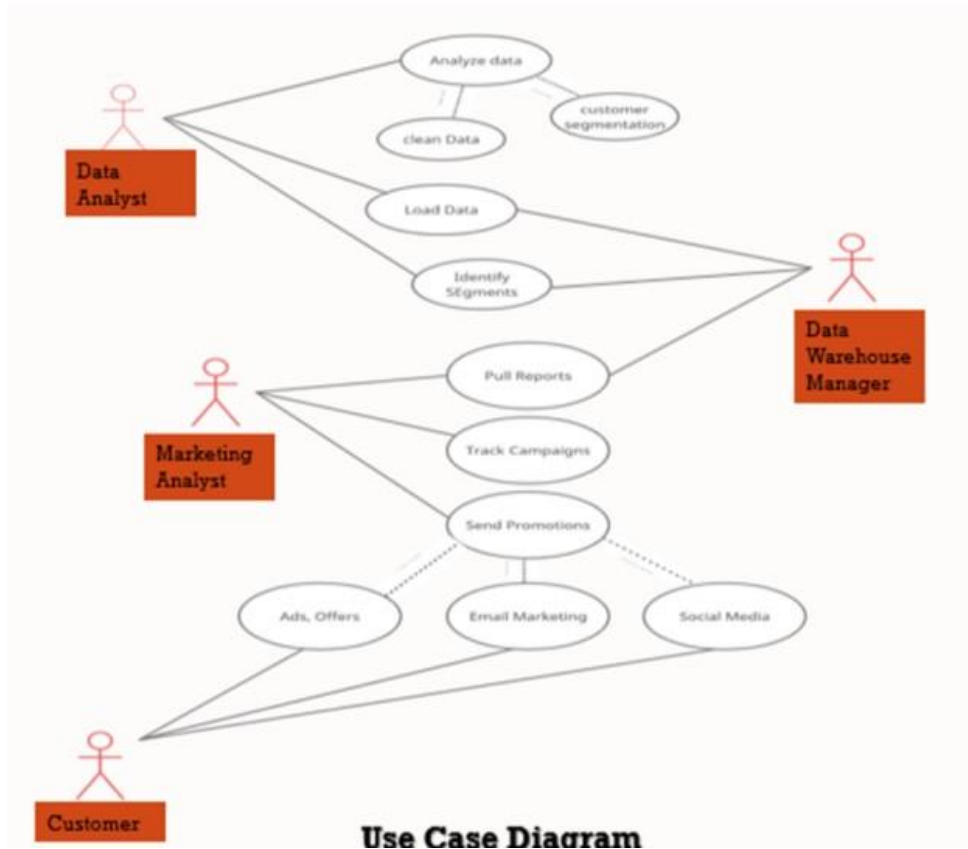 Analyze data
customer
segmentation
clean Data
Data
Analyst
Load Data
Identify
SEgments
Data
Warehouse
Manager
Pull Reports
Marketing
Analyst
Track Campaigns
Send Promotions
Ads, Offers
Email Marketing
Social Media
Customer
Use Case Diagram